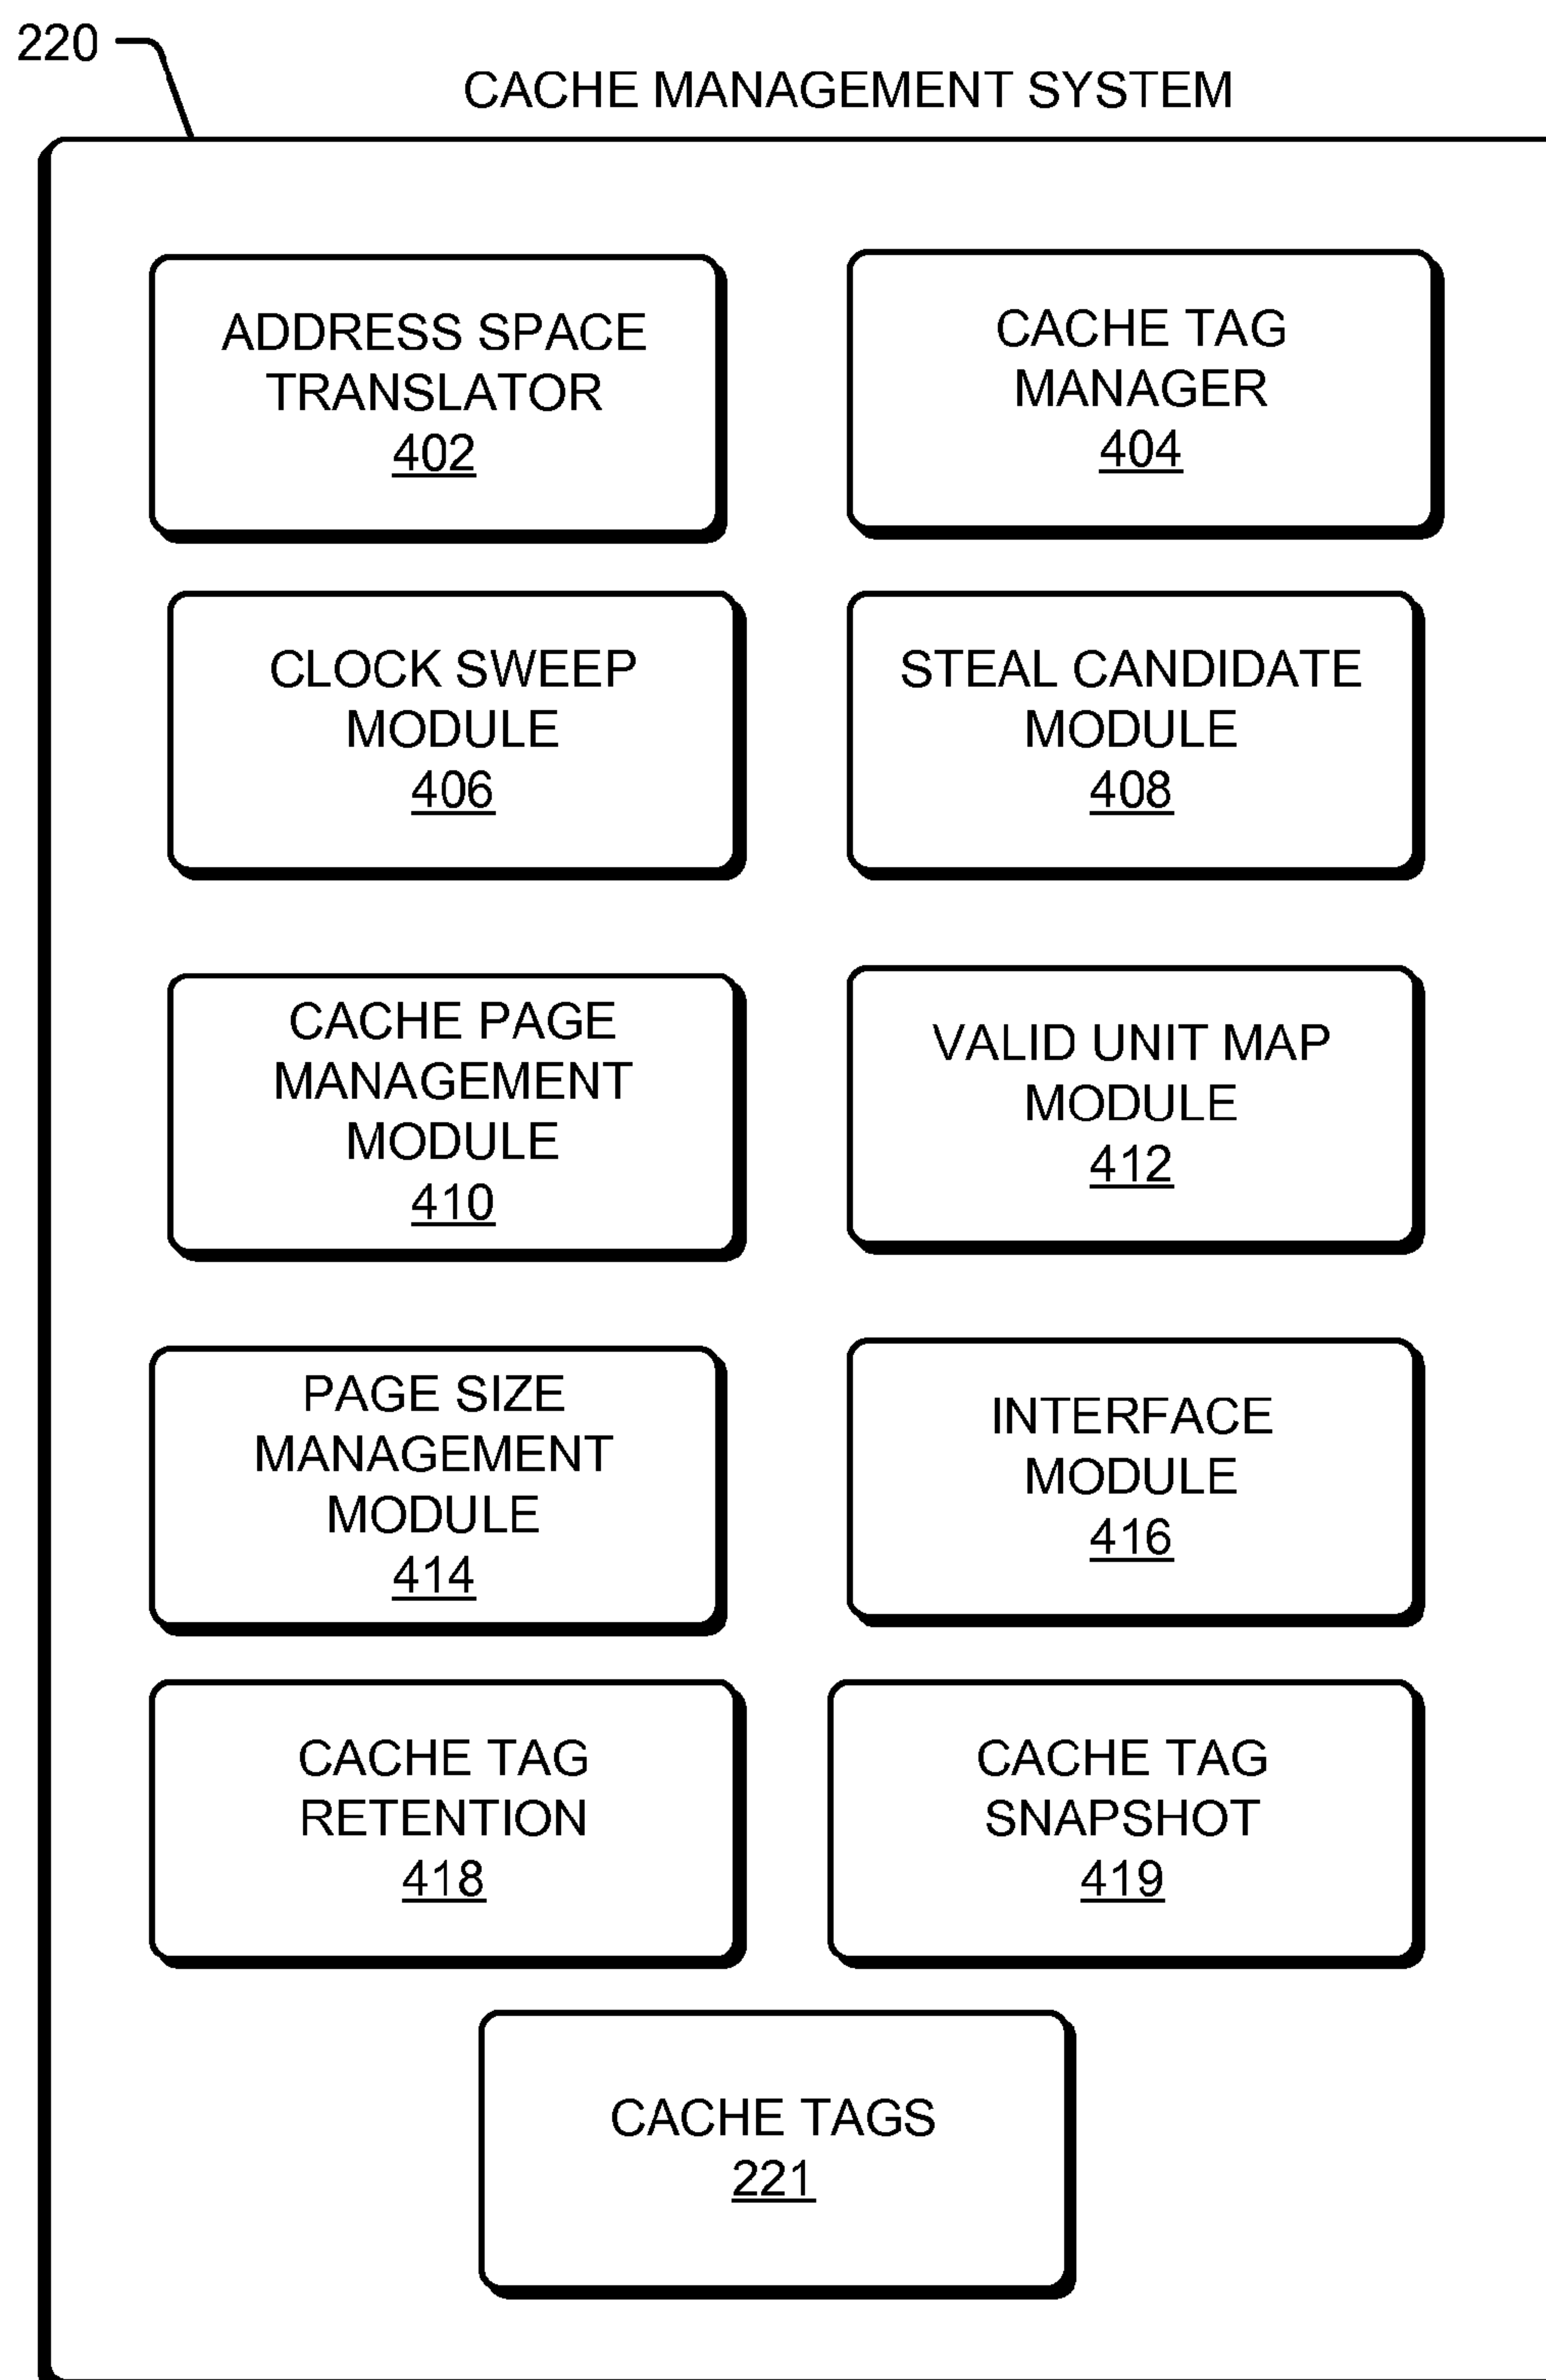 220
CACHE MANAGEMENT SYSTEM
ADDRESS SPACE
TRANSLATOR
402
CACHE TAG
MANAGER
404
CLOCK SWEEP
MODULE
406
STEAL CANDIDATE
MODULE
408
CACHE PAGE
MANAGEMENT
MODULE
410
VALID UNIT MAP
MODULE
412
PAGE SIZE
MANAGEMENT
MODULE
414
INTERFACE
MODULE
416
CACHE TAG
RETENTION
418
CACHE TAG
SNAPSHOT
419
CACHE TAGS
221